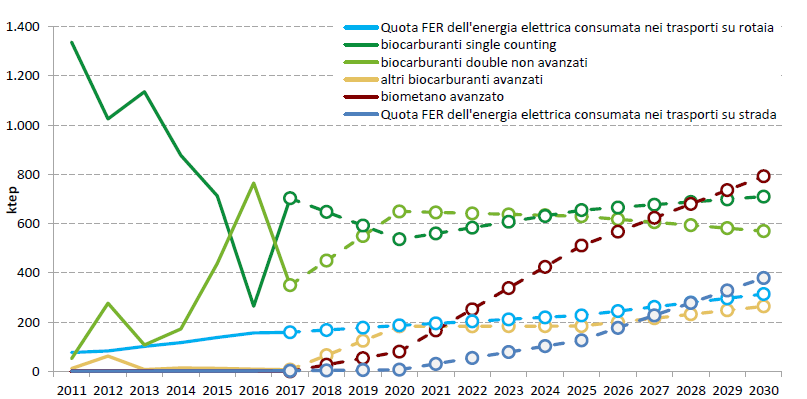 1.400
1.200
1.000
800
600
400
200
0
ktep
Quota FER dell'energia elettrica consumata nei trasporti su rotaia
biocarburanti single counting
biocarburanti double non avanzati
altri biocarburanti avanzati
biometano avanzato
Quota FER dell'energia elettrica consumata nei trasporti su strada
2011 2012 2013 2014 2015 2016 2017 2018 2019 2020 2021 2022 2023 2024 2025 2026 2027 2028 2029 2030